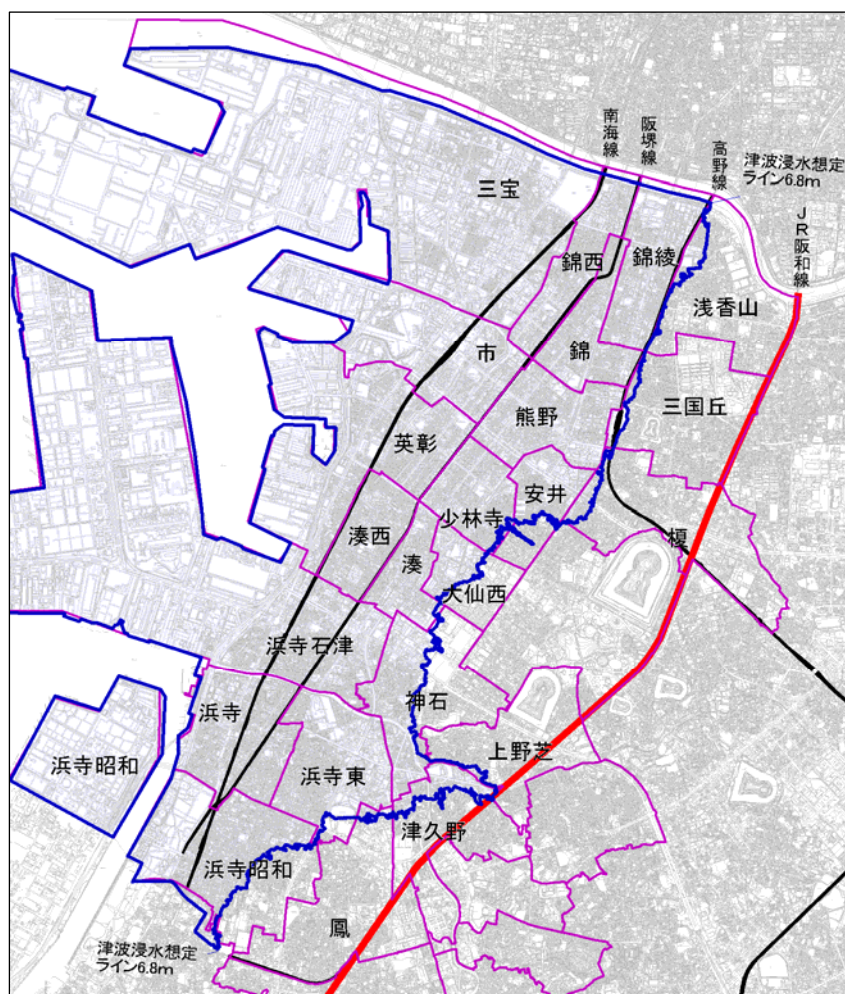 南海線
阪堺線
高野線
津波浸水想定
ライン6.8m
JR阪和線
三宝
錦西
錦綾
浅香山
市
錦
三国丘
熊野
英彰
安井
少林寺
湊西
湊
榎
大仙西
浜寺石津
神石
浜寺
上野芝
浜寺昭和
浜寺東
津久野
浜寺昭和
鳳
津波浸水想定
ライン6.8m